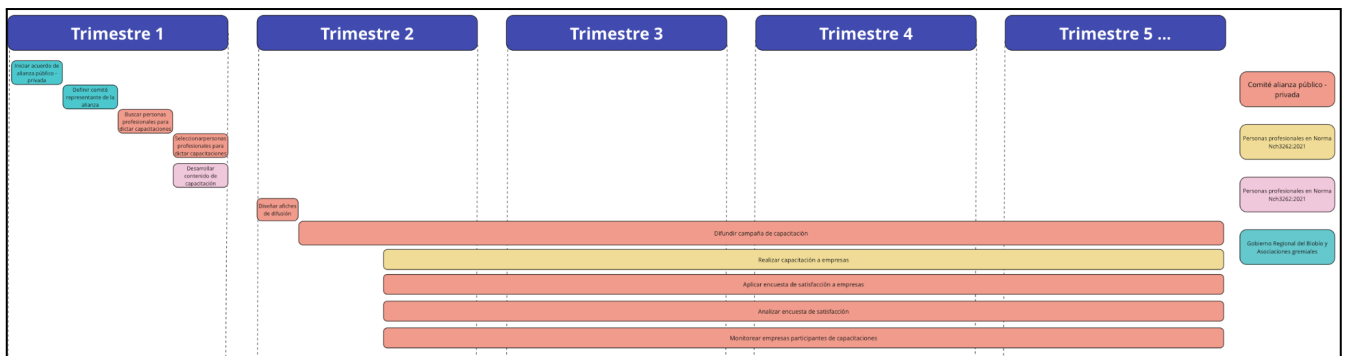 Trimestre 1
Trimestre 2
Trimestre 3
Trimestre 4
Trimestre 5 ...
Iniciar acuerdo de
alianza público -
privada
Definir comité
representante de la
alianza
Buscar personas
profesionales para
dictar capacitaciones
Seleccionarpersonas
profesionales para
dictar capacitaciones
Desarrollar
contenido de
capacitación
Diseñar afiches
de difusión
Difundir campaña de capacitación
Realizar capacitación a empresas
Aplicar encuesta de satisfacción a empresas
Analizar encuesta de satisfacción
Monitorear empresas participantes de capacitaciones
Comité alianza público -
privada
Personas profesionales en Norma
Nch3262:2021
Personas profesionales en Norma
Nch3262:2021
Gobierno Regional del Biobío y
Asociaciones gremiales